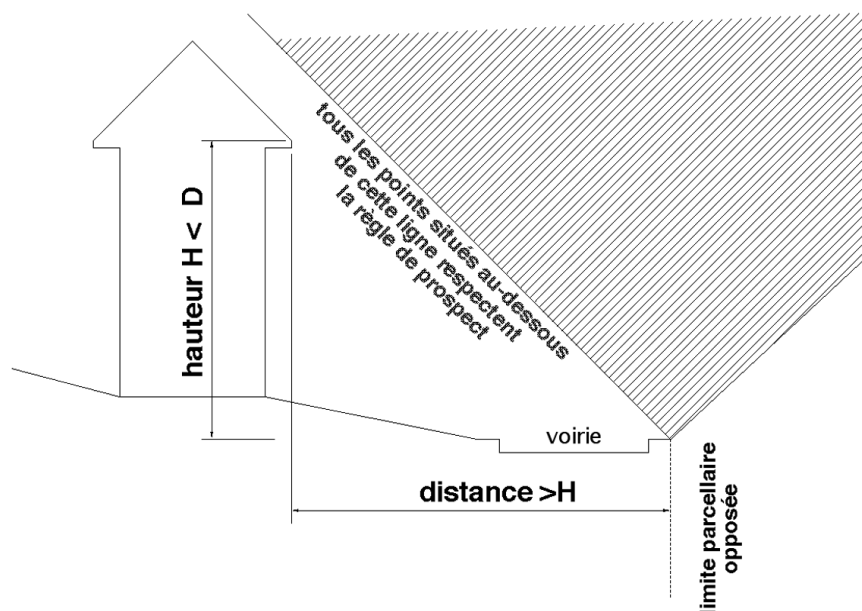 tous les points situés au-dessous
de cette ligne respectent
la règle de prospect
hauteur H < D
voirie
distance >H
limite parcellaire
opposée